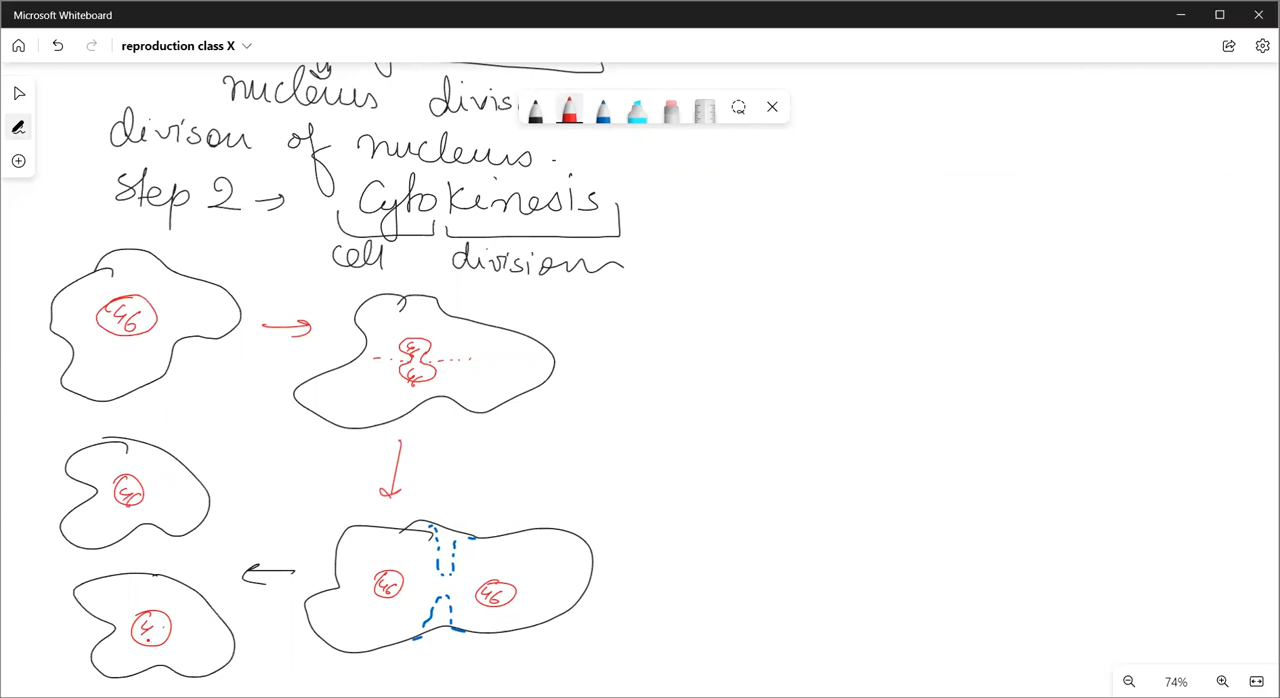 Microsoft Whiteboard
reproduction class X
nucleus divis
divison of nucleus.
Step 2 → Cytokinesis
cell division
46
46
46
46
46 46
4
74%